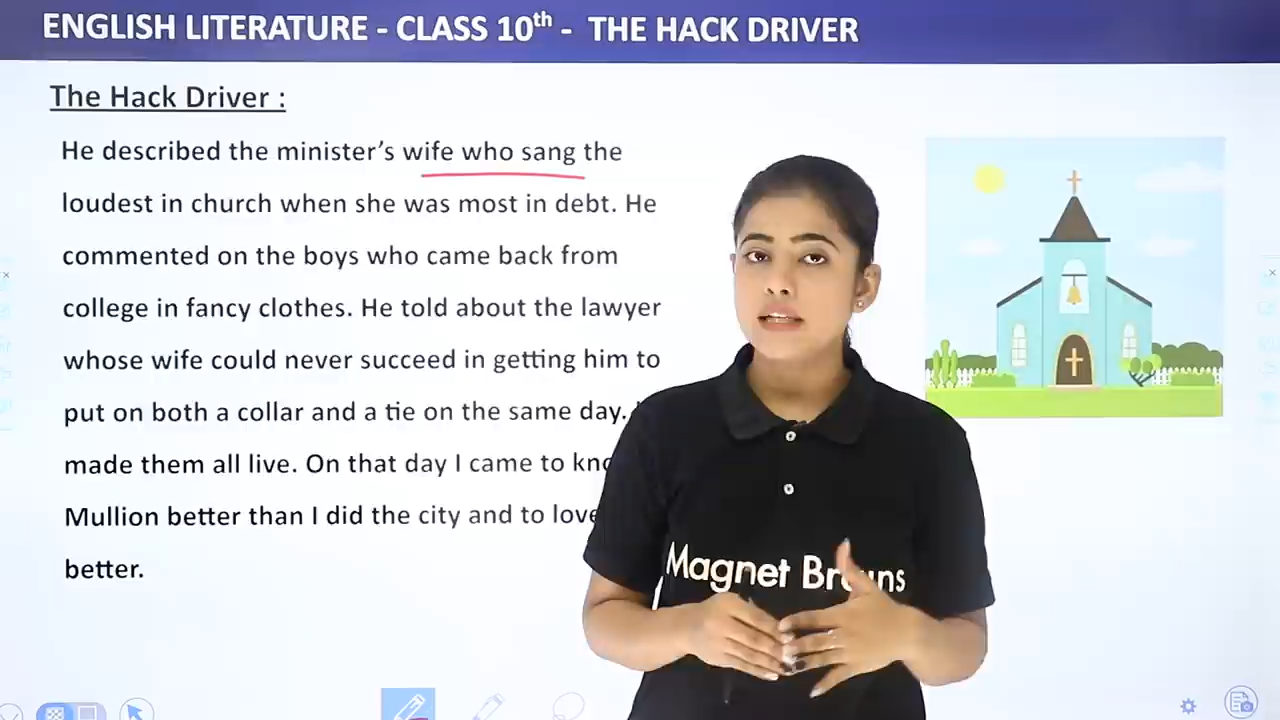 ENGLISH LITERATURE - CLASS 10th - THE HACK DRIVER
The Hack Driver :
He described the minister's wife who sang the
loudest in church when she was most in debt. He
commented on the boys who came back from
college in fancy clothes. He told about the lawyer
whose wife could never succeed in getting him to
put on both a collar and a tie on the same day.
made them all live. On that day I came to
Mullion better than I did the city and to love
better.
Magnet